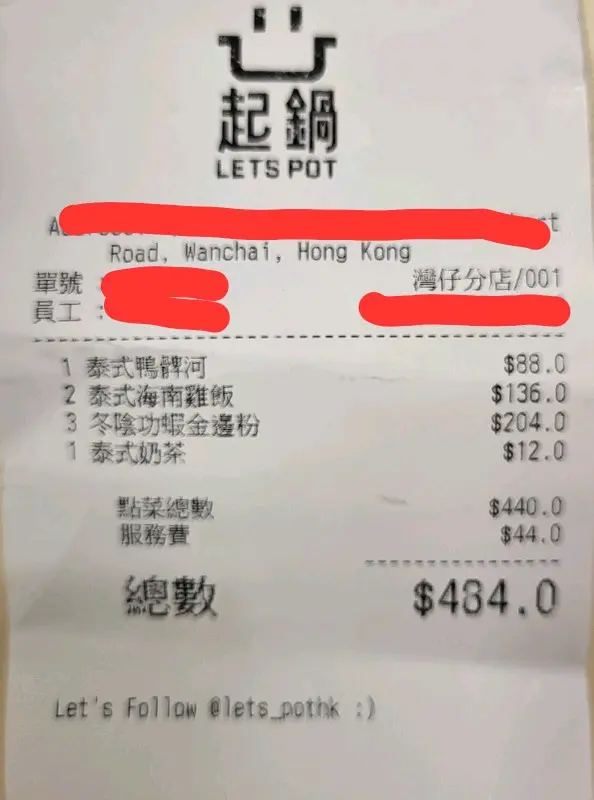 起鍋
LETS POT
Road, Wanchai, Hong Kong
單號 : 灣仔分店/001
員工 :
1 泰式鴨髀河 $88.0
2 泰式海南雞飯 $136.0
3 冬陰功蝦金邊粉 $204.0
1 泰式奶茶 $12.0
點菜總數 $440.0
服務費 $44.0
總數 $484.0
Let's Follow @lets_pothk :)